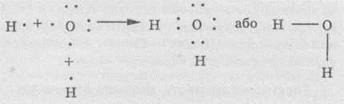 H · + · O : → H : O : або H — O
+ H H
· H